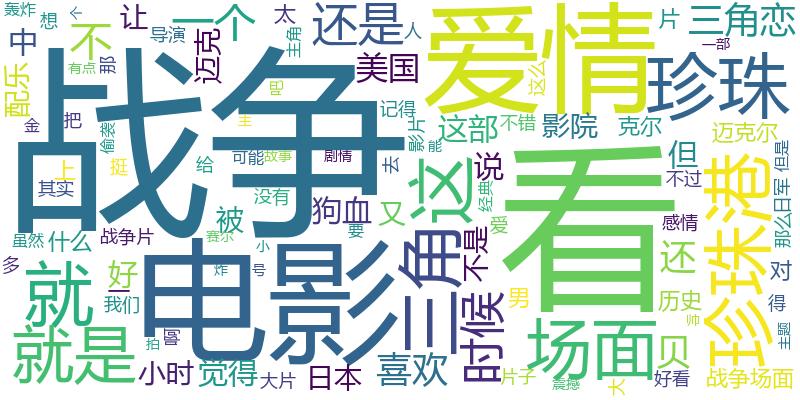 轰炸
想
个
让
一个
太
还是
人
片
三角恋
中
不
导演
迈克
主角
一部
配乐
那
有点
吧
美国
爱情
这么
珍珠
战争
金
把
偷袭
记得
影片
这部
不错
影院
克尔
迈克尔
上
挺
给
可能
故事
剧情
去
能
这
说
经典
但
但是
其实
没有
狗血
又
爱
看
不过
珍珠港
那么
日军
虽然
什么
被
赛尔
小
要
三角
不是
感情
多
战争片
电影
还
对
就
好
一
我们
炸
号
时候
男
历史
得
就是
拍
啊
场面
贝
帅
主题
小时
觉得
大片
日本
喜欢
片子
震撼
大
好看
战争场面